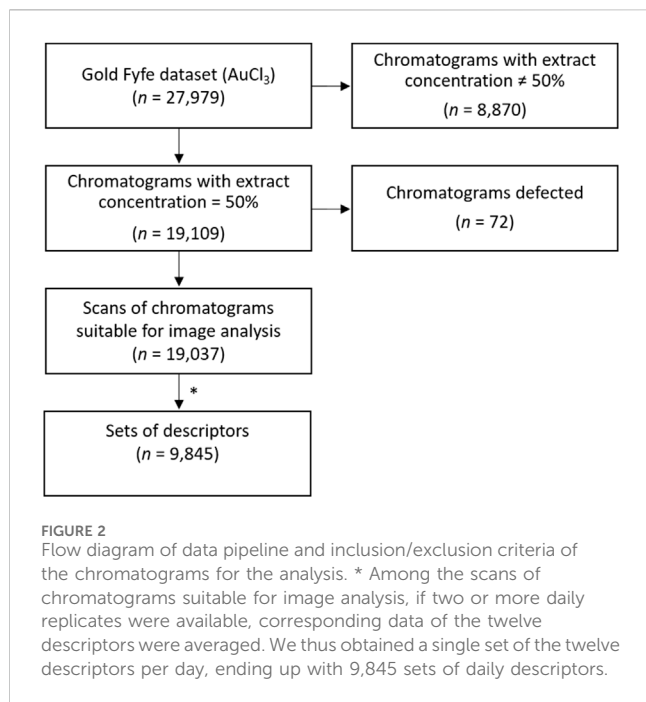 Gold Fyfe dataset (AuCl₃)
(n = 27,979)
Chromatograms with extract
concentration ≠ 50%
(n = 8,870)
Chromatograms with extract
concentration = 50%
(n = 19,109)
Chromatograms defected
(n = 72)
Scans of chromatograms
suitable for image analysis
(n = 19,037)
*
Sets of descriptors
(n = 9,845)
FIGURE 2
Flow diagram of data pipeline and inclusion/exclusion criteria of
the chromatograms for the analysis. * Among the scans of
chromatograms suitable for image analysis, if two or more daily
replicates were available, corresponding data of the twelve
descriptors were averaged. We thus obtained a single set of the twelve
descriptors per day, ending up with 9,845 sets of daily descriptors.